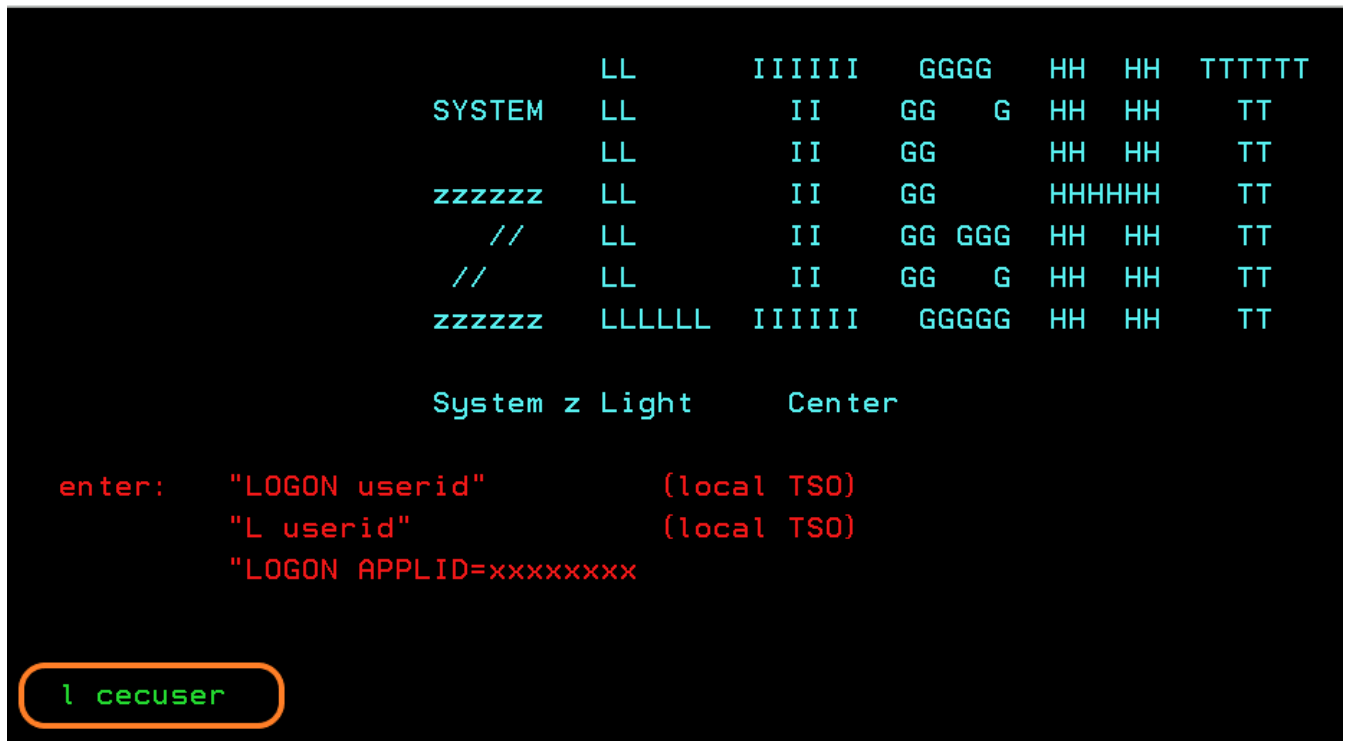 LL IIIIII GGGG HH HH TTTTTT
SYSTEM LL II GG G HH HH TT
LL II GG HH HH TT
zzzzzz LL II GG HHHHHH TT
// LL II GG GGG HH HH TT
// LL II GG G HH HH TT
zzzzzz LLLLLL IIIIII GGGGG HH HH TT
System z Light Center
enter: "LOGON userid" (local TSO)
"L userid" (local TSO)
"LOGON APPLID=xxxxxxxx
l cecuser